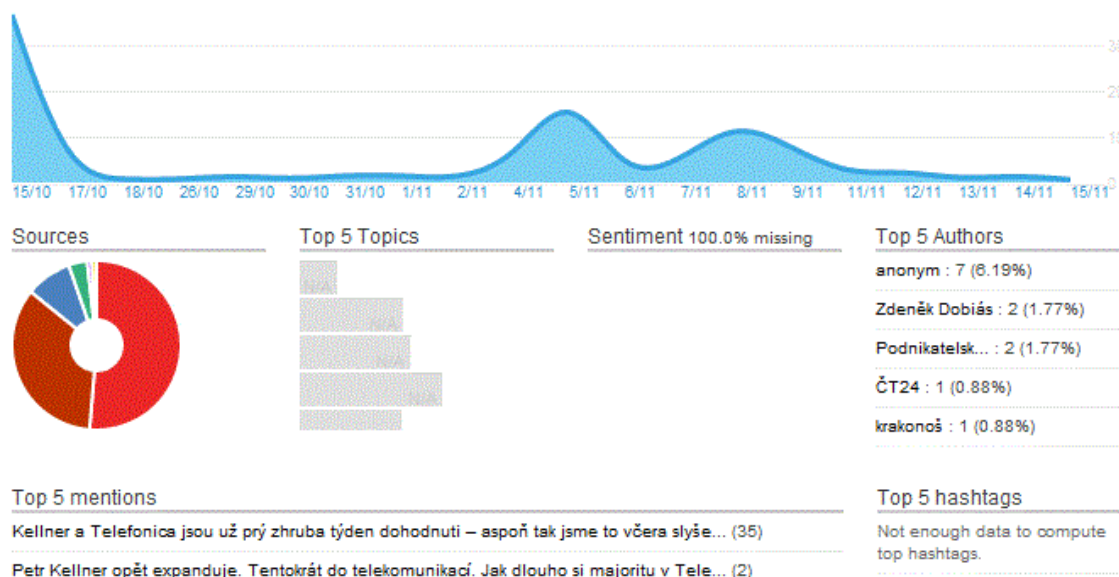 15/10 17/10 18/10 26/10 29/10 30/10 31/10 1/11 2/11 4/11 5/11 6/11 7/11 8/11 9/11 11/11 12/11 13/11 14/11 15/11
Sources
Top 5 Topics
Sentiment 100.0% missing
Top 5 Authors
N/A
N/A
N/A
N/A
anonym : 7 (6.19%)
Zdeněk Dobiás : 2 (1.77%)
Podnikatelsk... : 2 (1.77%)
ČT24 : 1 (0.88%)
krakonoš : 1 (0.88%)
Top 5 mentions
Kellner a Telefonica jsou už prý zhruba týden dohodnuti – aspoň tak jsme to včera slyše... (35)
Petr Kellner opět expanduje. Tentokrát do telekomunikací. Jak dlouho si majoritu v Tele... (2)
Top 5 hashtags
Not enough data to compute
top hashtags.